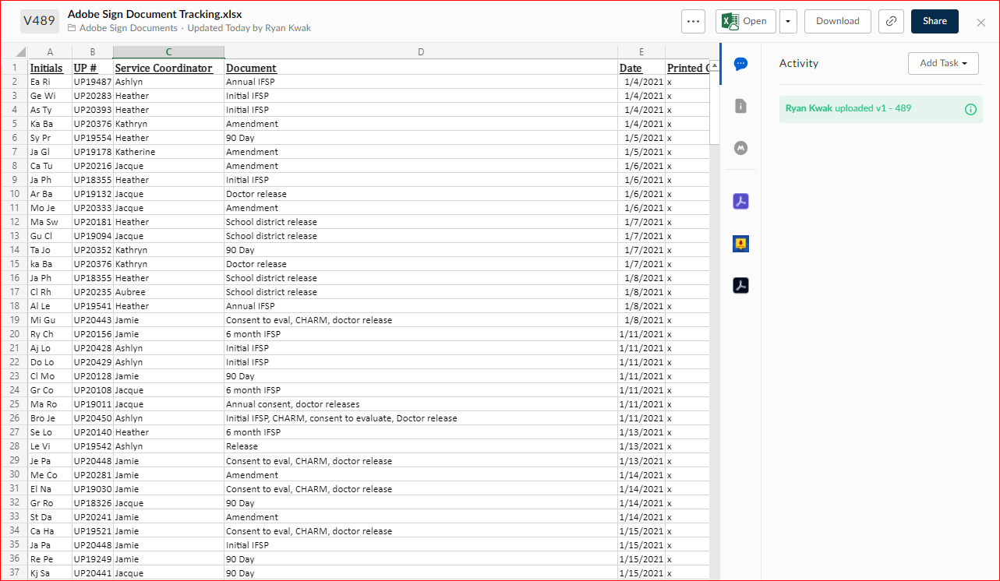 V489 Adobe Sign Document Tracking.xlsx
Adobe Sign Documents · Updated Today by Ryan Kwak
... Open Download Share
A B C D E
1 Initials UP # Service Coordinator Document Date Printed
2 Ea Ri UP19487 Ashlyn Annual IFSP 1/4/2021 x
3 Ge Wi UP20283 Heather Initial IFSP 1/4/2021 x
4 As Ty UP20393 Heather Initial IFSP 1/4/2021 x
5 Ka Ba UP20376 Kathryn Amendment 1/4/2021 x
6 Sy Pr UP19554 Heather 90 Day 1/5/2021 x
7 Ja Gl UP19178 Katherine Amendment 1/5/2021 x
8 Ca Tu UP20216 Jacque Amendment 1/6/2021 x
9 Ja Ph UP18355 Heather Initial IFSP 1/6/2021 x
10 Ar Ba UP19132 Jacque Doctor release 1/6/2021 x
11 Mo Je UP20333 Jacque Amendment 1/6/2021 x
12 Ma Sw UP20181 Heather School district release 1/7/2021 x
13 Gu Cl UP19094 Jacque School district release 1/7/2021 x
14 Ta Jo UP20352 Kathryn 90 Day 1/7/2021 x
15 ka Ba UP20376 Kathryn Doctor release 1/7/2021 x
16 Ja Ph UP18355 Heather School district release 1/8/2021 x
17 Cl Rh UP20235 Aubree School district release 1/8/2021 x
18 Al Le UP19541 Heather Annual IFSP 1/8/2021 x
19 Mi Gu UP20443 Jamie Consent to eval, CHARM, doctor release 1/8/2021 x
20 Ry Ch UP20156 Jamie 6 month IFSP 1/11/2021 x
21 Aj Lo UP20428 Ashlyn Initial IFSP 1/11/2021 x
22 Do Lo UP20429 Ashlyn Initial IFSP 1/11/2021 x
23 Cl Mo UP20128 Jamie 90 Day 1/11/2021 x
24 Gr Co UP20108 Jacque 6 month IFSP 1/11/2021 x
25 Ma Ro UP19011 Jacque Annual consent, doctor releases 1/11/2021 x
26 Bro Je UP20450 Ashlyn Initial IFSP, CHARM, consent to evaluate, Doctor release 1/11/2021 x
27 Se Lo UP20140 Heather 6 month IFSP 1/13/2021 x
28 Le Vi UP19542 Ashlyn Release 1/13/2021 x
29 Je Pa UP20448 Jamie Consent to eval, CHARM, doctor release 1/13/2021 x
30 Me Co UP20281 Jamie Amendment 1/14/2021 x
31 El Na UP19030 Jamie Consent to eval, CHARM, doctor release 1/14/2021 x
32 Gr Ro UP18326 Jacque 90 Day 1/14/2021 x
33 St Da UP20241 Jamie Amendment 1/14/2021 x
34 Ca Ha UP19521 Jamie Consent to eval, CHARM, doctor release 1/15/2021 x
35 Ja Pa UP20448 Jamie Initial IFSP 1/15/2021 x
36 Re Pe UP19249 Jamie 90 Day 1/15/2021 x
37 Kj Sa UP20441 Jacque 90 Day 1/15/2021 x
Activity Add Task
Ryan Kwak uploaded v1 - 489